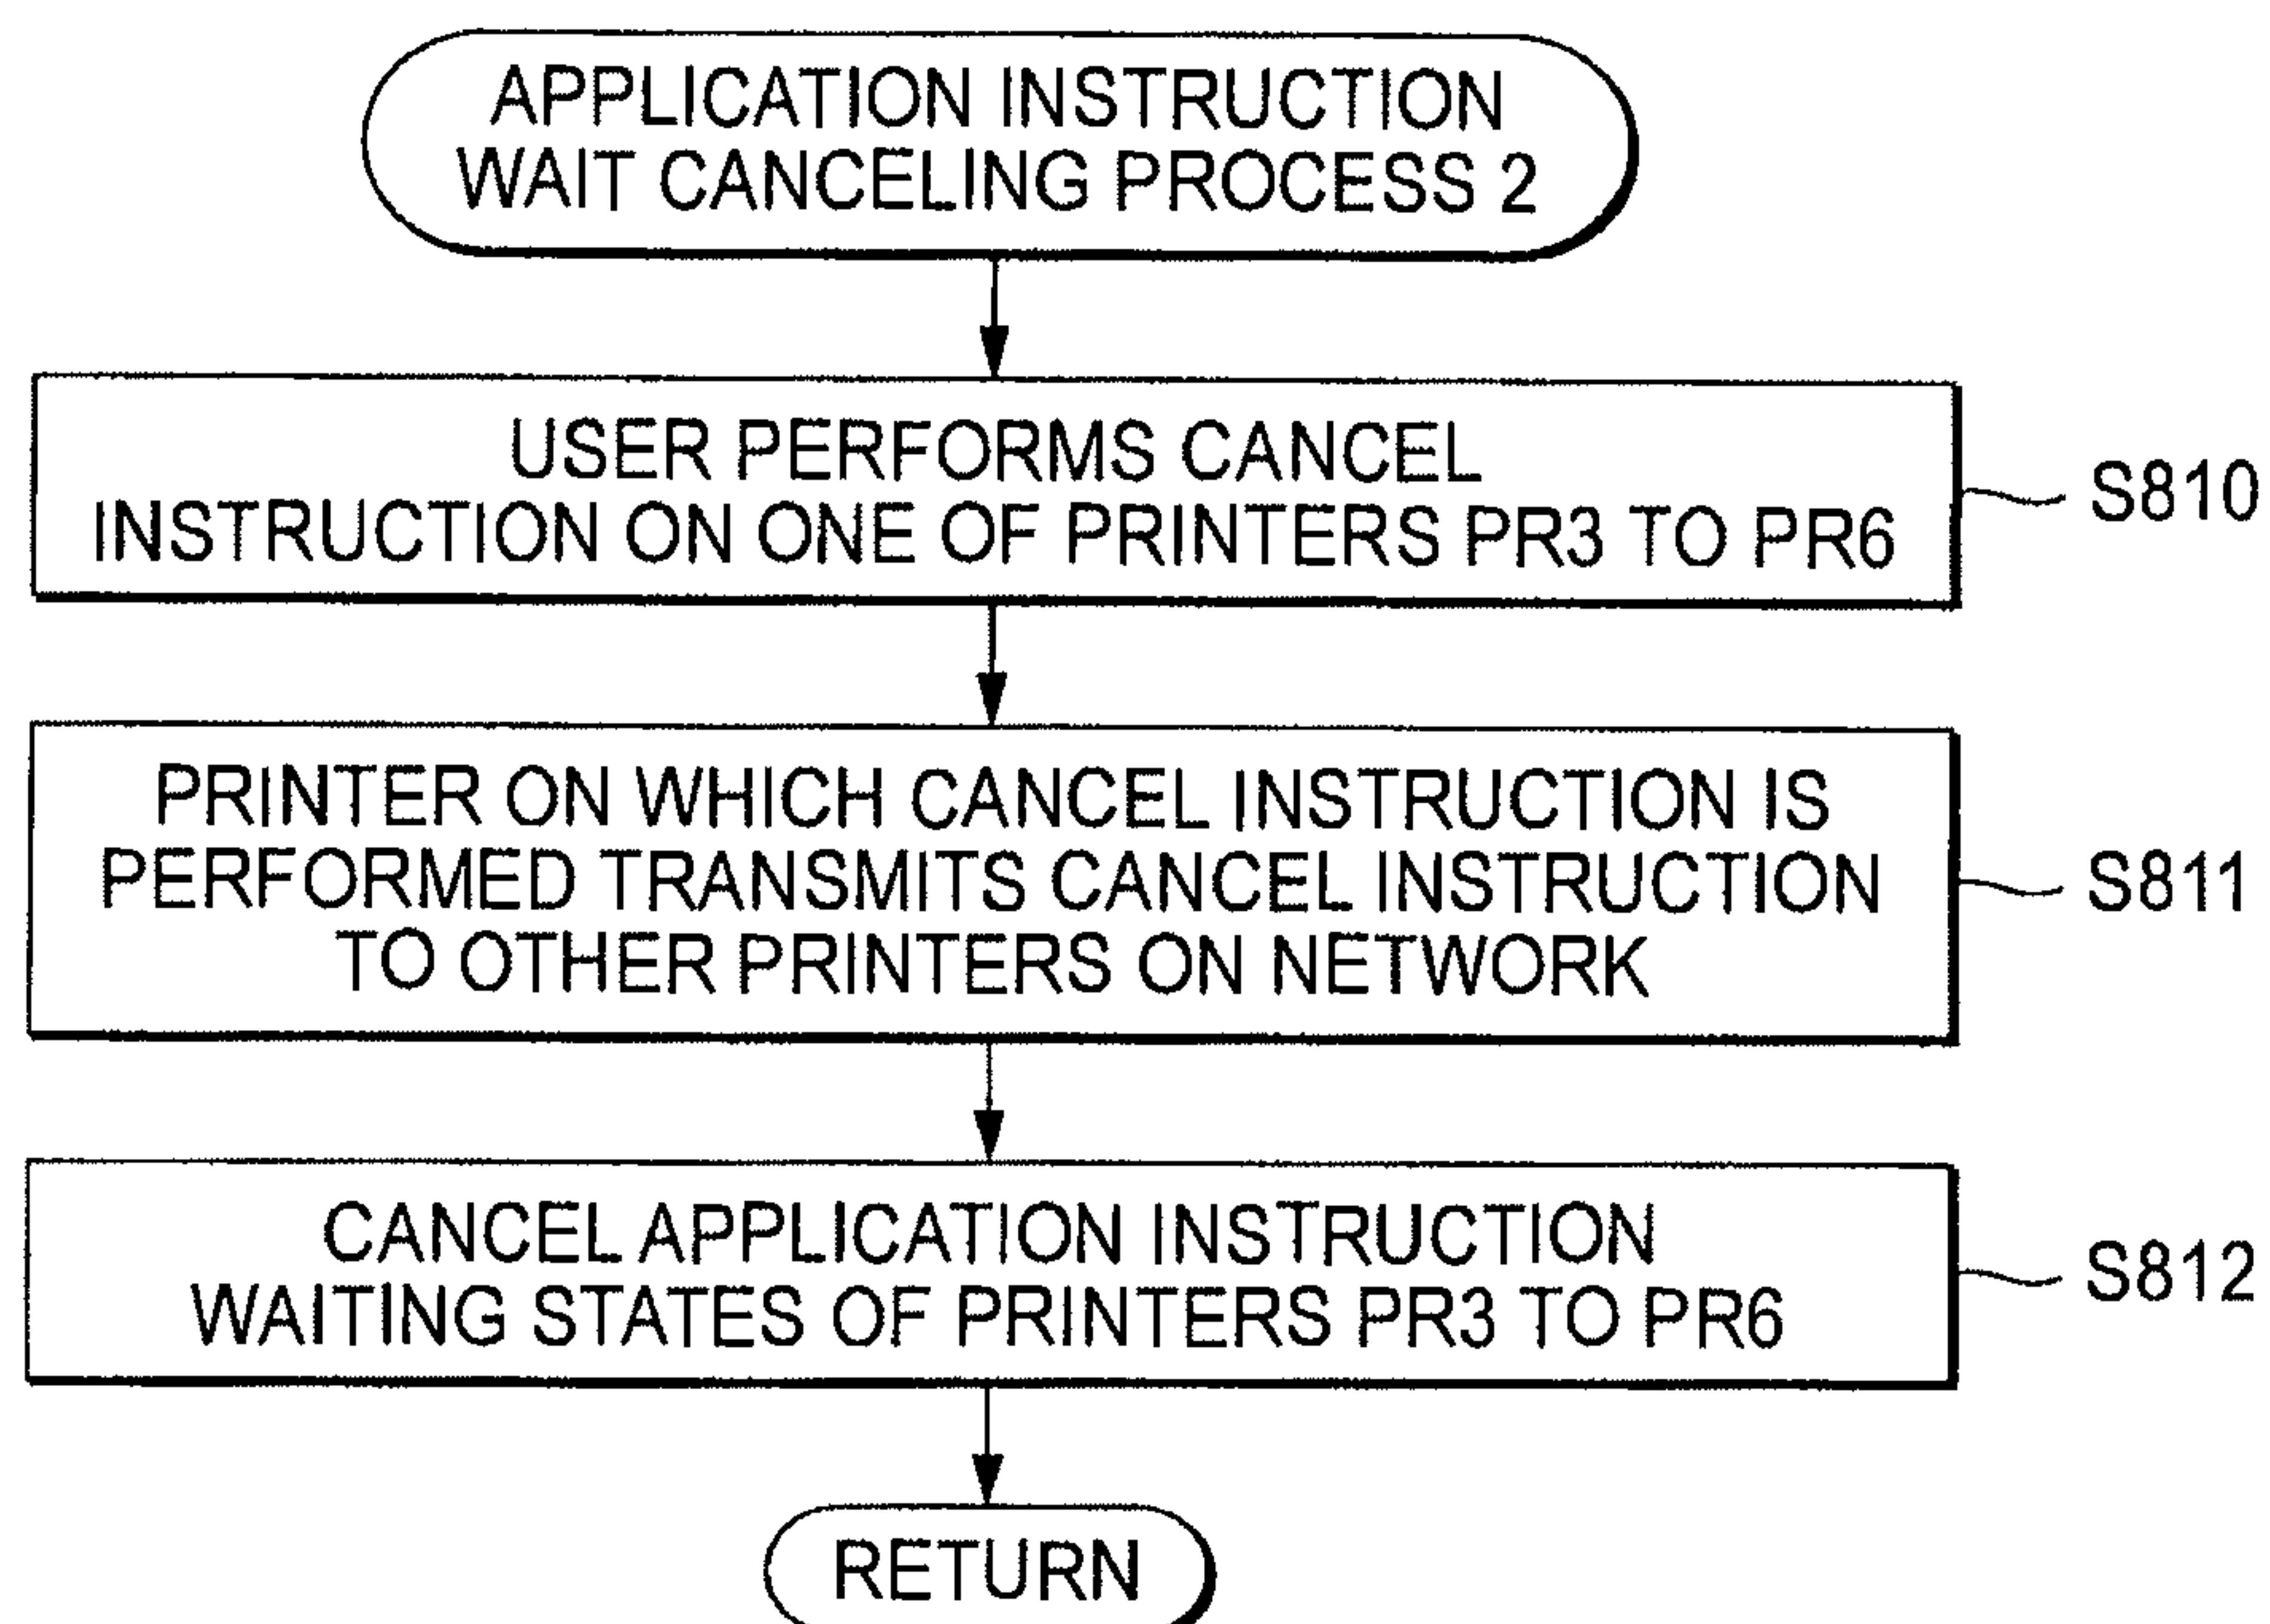 APPLICATION INSTRUCTION
WAIT CANCELING PROCESS 2
USER PERFORMS CANCEL
INSTRUCTION ON ONE OF PRINTERS PR3 TO PR6
S810
PRINTER ON WHICH CANCEL INSTRUCTION IS
PERFORMED TRANSMITS CANCEL INSTRUCTION
TO OTHER PRINTERS ON NETWORK
S811
CANCEL APPLICATION INSTRUCTION
WAITING STATES OF PRINTERS PR3 TO PR6
S812
RETURN